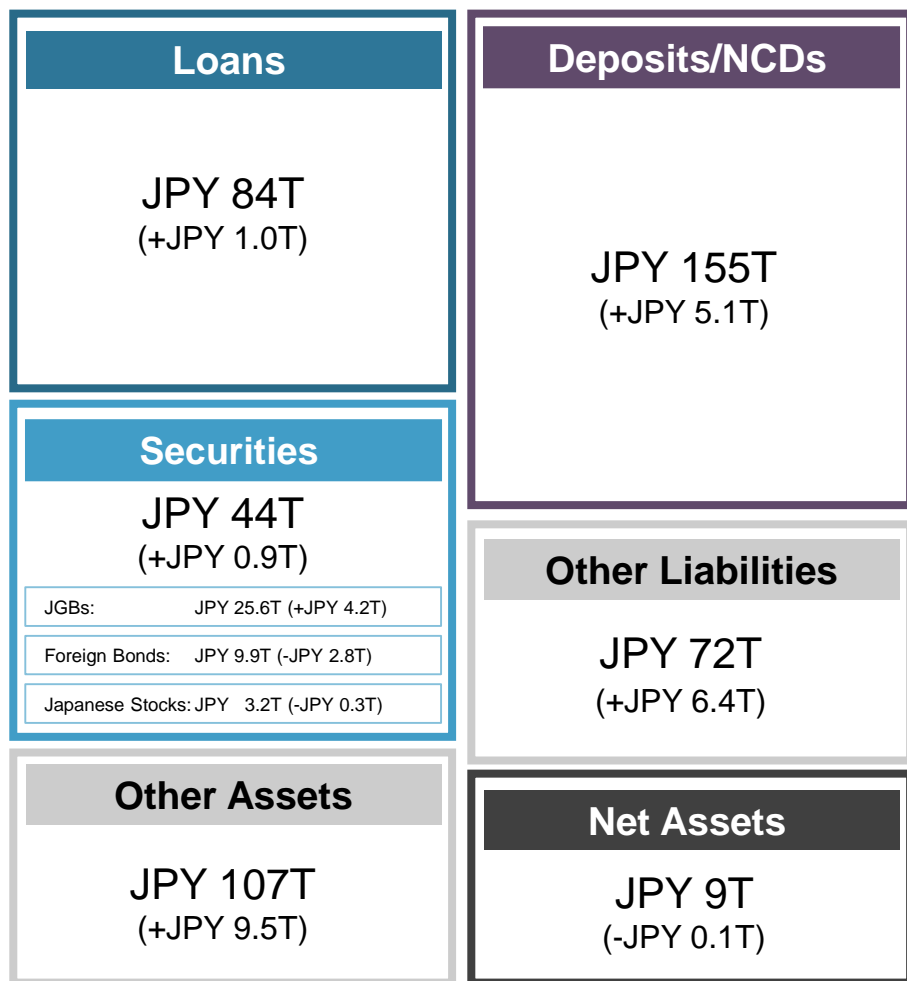 Loans
JPY 84T
(+JPY 1.0T)
Securities
JPY 44T
(+JPY 0.9T)
JGBs: JPY 25.6T (+JPY 4.2T)
Foreign Bonds: JPY 9.9T (-JPY 2.8T)
Japanese Stocks: JPY 3.2T (-JPY 0.3T)
Other Assets
JPY 107T
(+JPY 9.5T)
Deposits/NCDs
JPY 155T
(+JPY 5.1T)
Other Liabilities
JPY 72T
(+JPY 6.4T)
Net Assets
JPY 9T
(-JPY 0.1T)